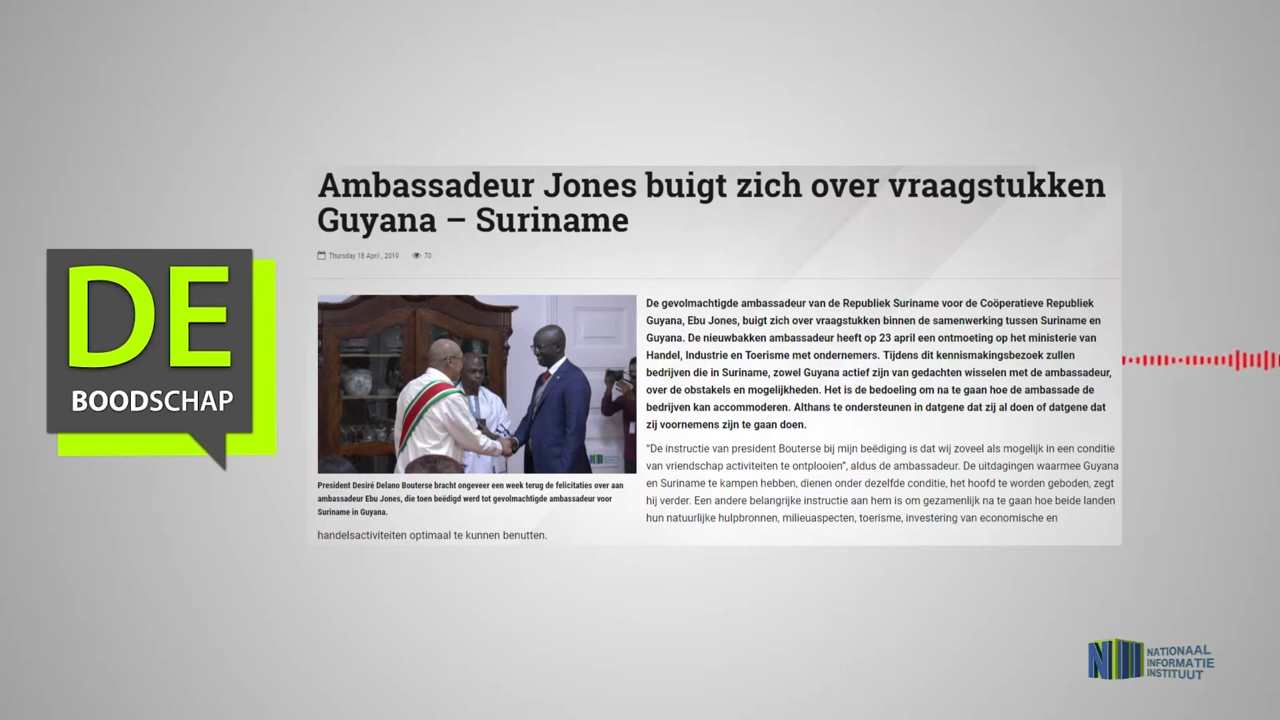 Ambassadeur Jones buigt zich over vraagstukken
Guyana – Suriname
Thursday 18 April , 2019 70
DE
BOODSCHAP
De gevolmachtigde ambassadeur van de Republiek Suriname voor de Coöperatieve Republiek
Guyana, Ebu Jones, buigt zich over vraagstukken binnen de samenwerking tussen Suriname en
Guyana. De nieuwbakken ambassadeur heeft op 23 april een ontmoeting op het ministerie van
Handel, Industrie en Toerisme met ondernemers. Tijdens dit kennismakingsbezoek zullen
bedrijven die in Suriname, zowel Guyana actief zijn van gedachten wisselen met de ambassadeur,
over de obstakels en mogelijkheden. Het is de bedoeling om na te gaan hoe de ambassade de
bedrijven kan accommoderen. Althans te ondersteunen in datgene dat zij al doen of datgene dat
zij voornemens zijn te gaan doen.
“De instructie van president Bouterse bij mijn beëdiging is dat wij zoveel als mogelijk in een conditie
van vriendschap activiteiten te ontplooien”, aldus de ambassadeur. De uitdagingen waarmee Guyana
en Suriname te kampen hebben, dienen onder dezelfde conditie, het hoofd te worden geboden, zegt
hij verder. Een andere belangrijke instructie aan hem is om gezamenlijk na te gaan hoe beide landen
hun natuurlijke hulpbronnen, milieuaspecten, toerisme, investering van economische en
handelsactiviteiten optimaal te kunnen benutten.
President Desiré Delano Bouterse bracht ongeveer een week terug de felicitaties over aan
ambassadeur Ebu Jones, die toen beëdigd werd tot gevolmachtigde ambassadeur voor
Suriname in Guyana.
NII
NATIONAAL
INFORMATIE
INSTITUUT